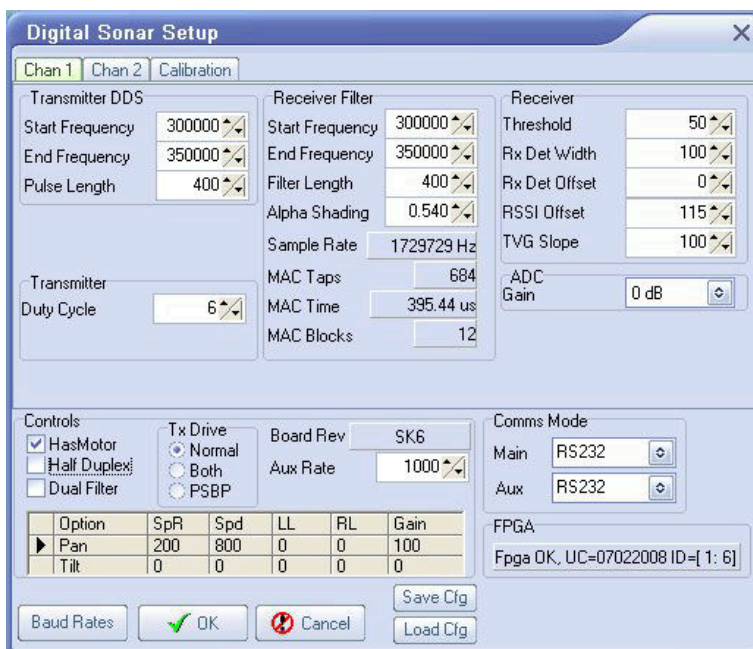 Digital Sonar Setup
Chan 1 Chan 2 Calibration
Transmitter DDS
Start Frequency 300000
End Frequency 350000
Pulse Length 400
Transmitter
Duty Cycle 6
Receiver Filter
Start Frequency 300000
End Frequency 350000
Filter Length 400
Alpha Shading 0.540
Sample Rate 1729729 Hz
MAC Taps 684
MAC Time 395.44 us
MAC Blocks 12
Receiver
Threshold 50
Rx Det Width 100
Rx Det Offset 0
RSSI Offset 115
TVG Slope 100
ADC
Gain 0 dB
Controls
HasMotor
Half Duplex
Dual Filter
Tx Drive
Normal
Both
PSBP
Board Rev SK6
Aux Rate 1000
Comms Mode
Main RS232
Aux RS232
Option SpR Spd LL RL Gain
Pan 200 800 0 0 100
Tilt 0 0 0 0 0
FPGA
Fpga OK, UC=07022008 ID=[ 1: 6]
Baud Rates OK Cancel
Save Cfg
Load Cfg